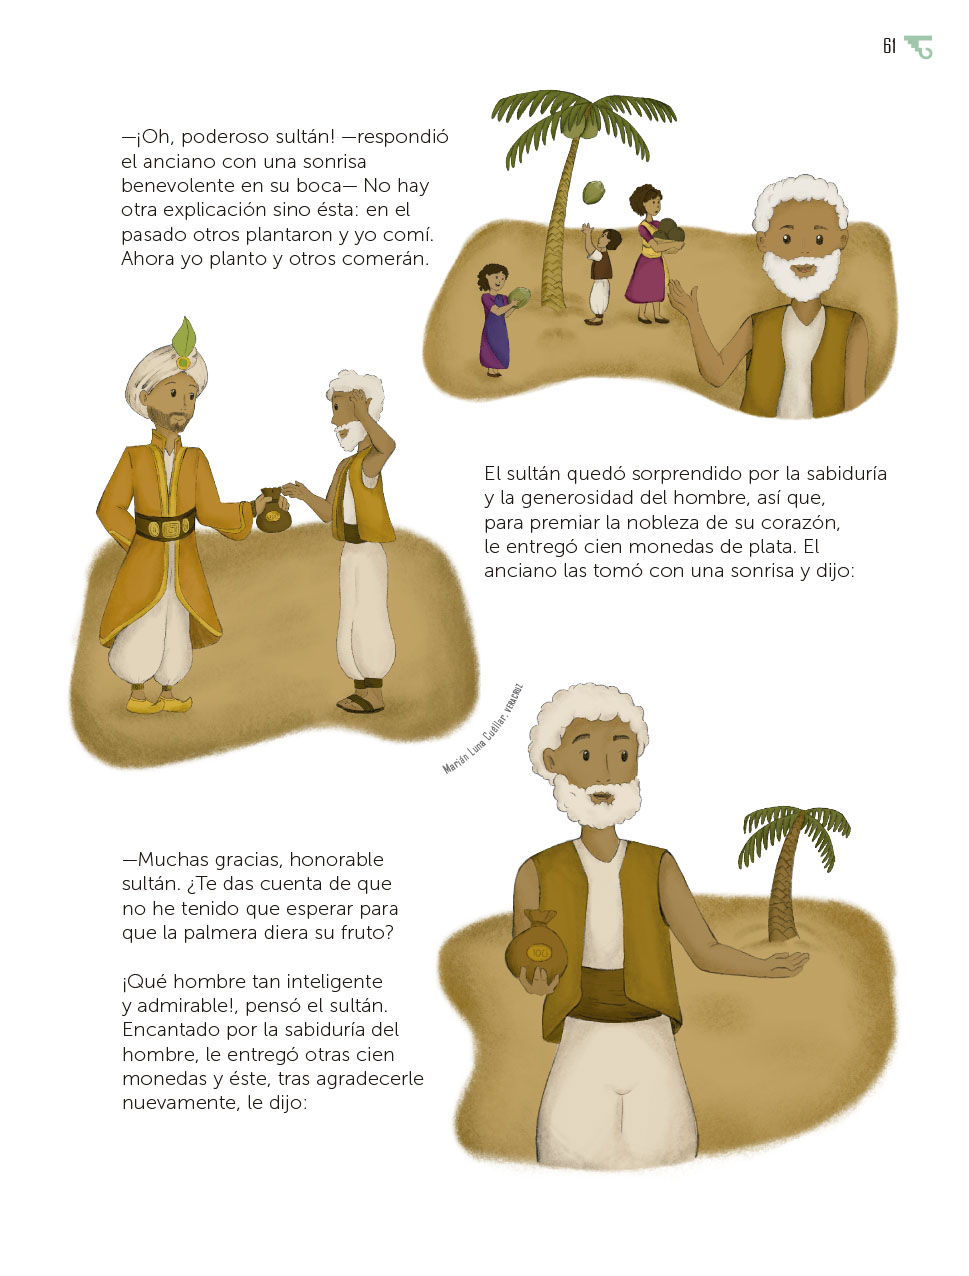 61
—¡Oh, poderoso sultán! —respondió
el anciano con una sonrisa
benevolente en su boca— No hay
otra explicación sino ésta: en el
pasado otros plantaron y yo comí.
Ahora yo planto y otros comerán.
El sultán quedó sorprendido por la sabiduría
y la generosidad del hombre, así que,
para premiar la nobleza de su corazón,
le entregó cien monedas de plata. El
anciano las tomó con una sonrisa y dijo:
Marián Luna Cuéllar, VERACRUZ
—Muchas gracias, honorable
sultán. ¿Te das cuenta de que
no he tenido que esperar para
que la palmera diera su fruto?
100
¡Qué hombre tan inteligente
y admirable!, pensó el sultán.
Encantado por la sabiduría del
hombre, le entregó otras cien
monedas y éste, tras agradecerle
nuevamente, le dijo: